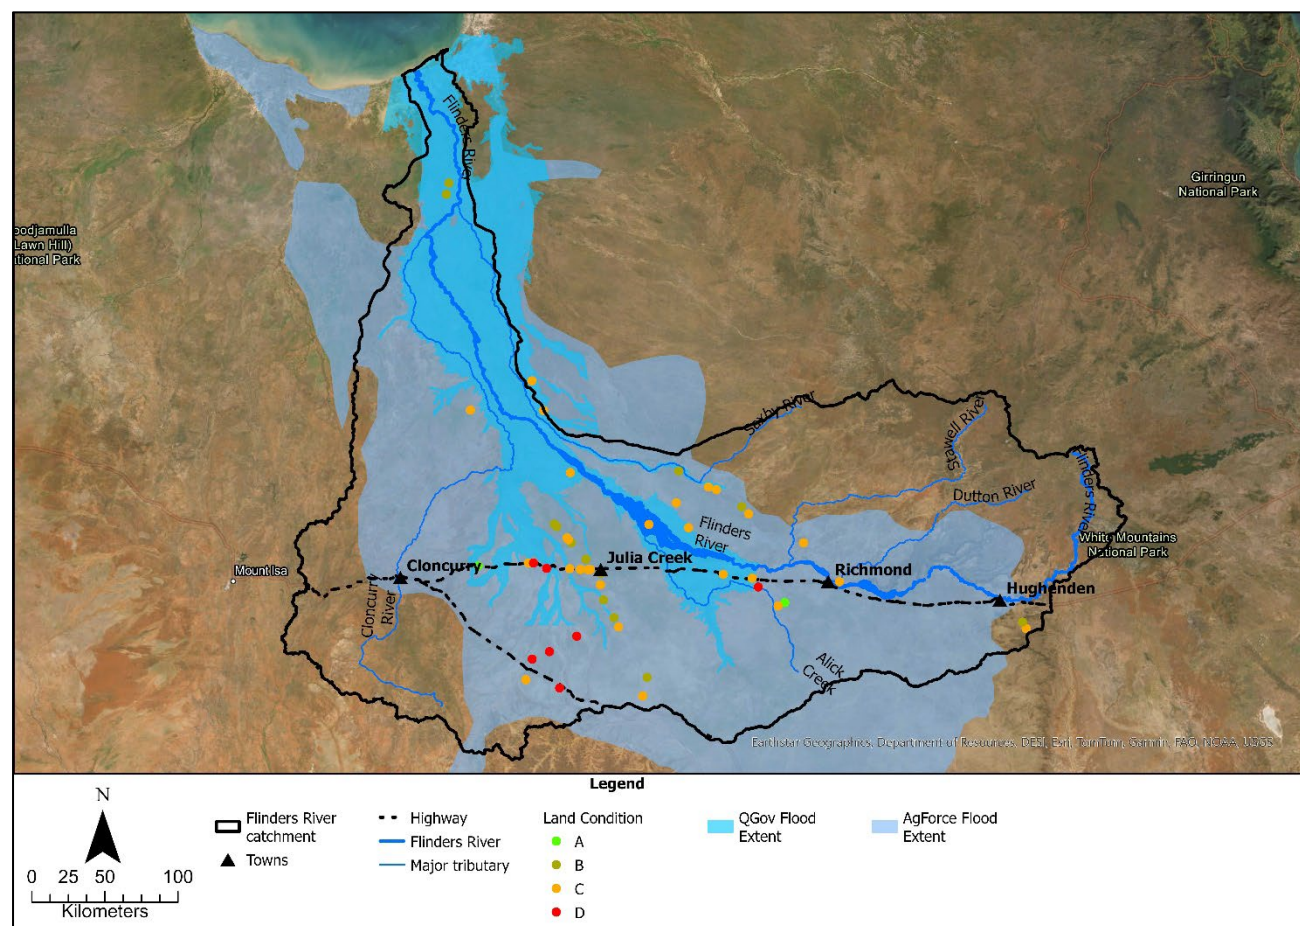 Flinders River
Girringun
National Park
oodjamulla
(Lawn Hill)
ational Park
Saxby River
Stawell River
Flinders River
Dutton River
Flinders
River
White Mountains
National Park
Mount Isa
Cloncurry
Julia Creek
Richmond
Hughenden
Cloncurry
River
Alick
Creek
Earthstar Geographics, Department of Resources, DESI, Esri, TomTom, Garmin, FAO, NOAA, USGS
Legend
N
0 25 50 100
Kilometers
Flinders River
catchment
Towns
Highway
Flinders River
Major tributary
Land Condition
A
B
C
D
QGov Flood
Extent
AgForce Flood
Extent